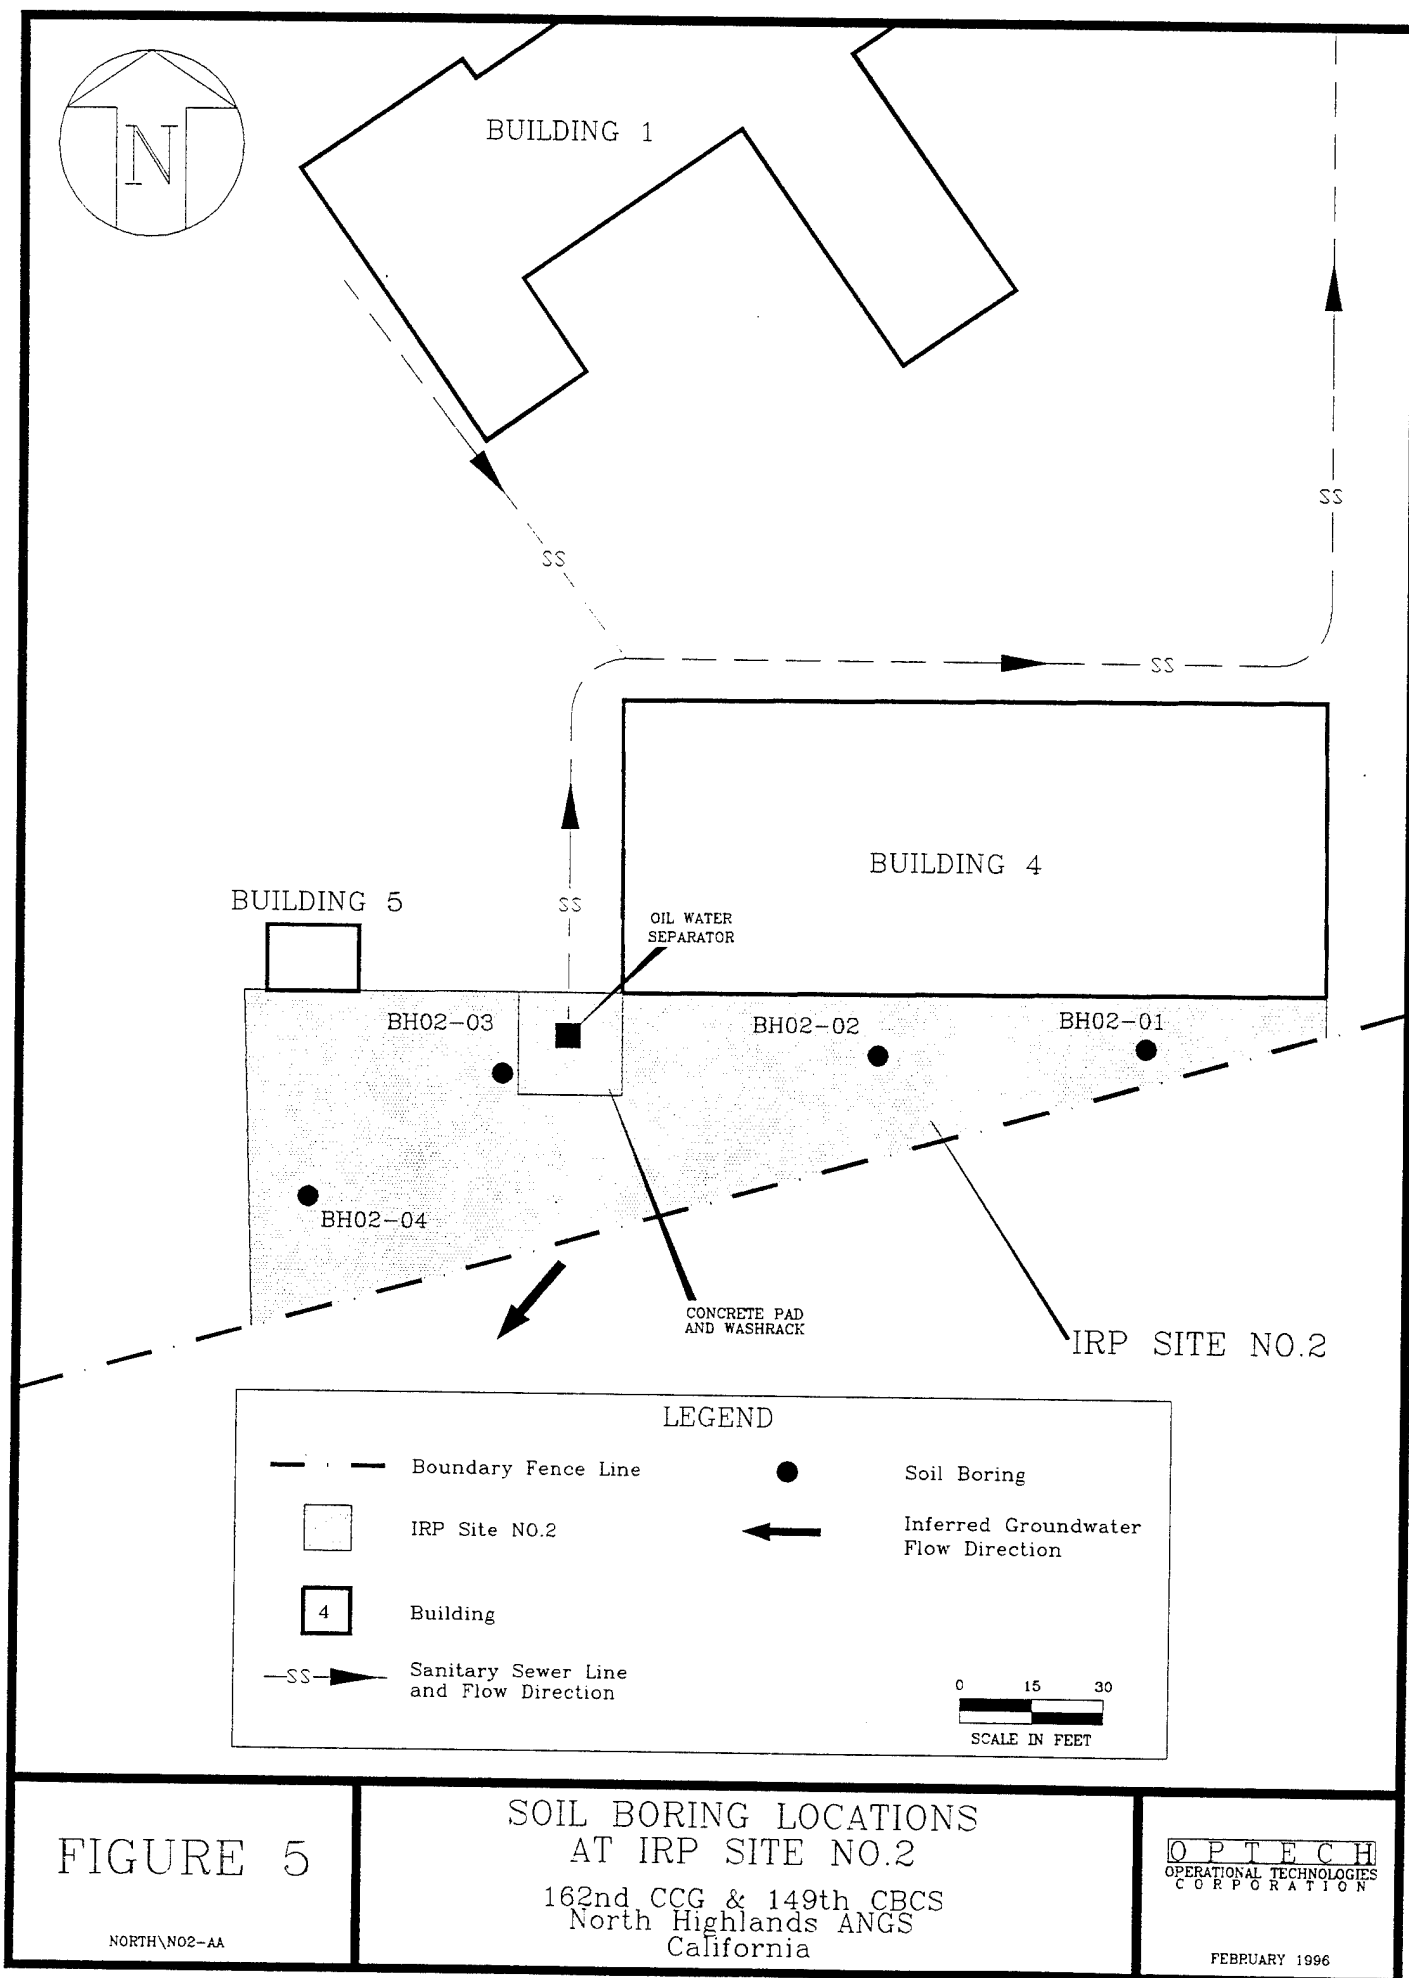 N
BUILDING 1
SS
SS
SS
BUILDING 4
BUILDING 5
SS
OIL WATER
SEPARATOR
BH02-03
BH02-02
BH02-01
BH02-04
CONCRETE PAD
AND WASHRACK
IRP SITE NO.2
LEGEND
Boundary Fence Line
Soil Boring
IRP Site NO.2
Inferred Groundwater
Flow Direction
4
Building
SS
Sanitary Sewer Line
and Flow Direction
0 15 30
SCALE IN FEET
FIGURE 5
NORTH\NO2-AA
SOIL BORING LOCATIONS
AT IRP SITE NO.2
162nd CCG & 149th CBCS
North Highlands ANGS
California
OPTECH
OPERATIONAL TECHNOLOGIES
CORPORATION
FEBRUARY 1996